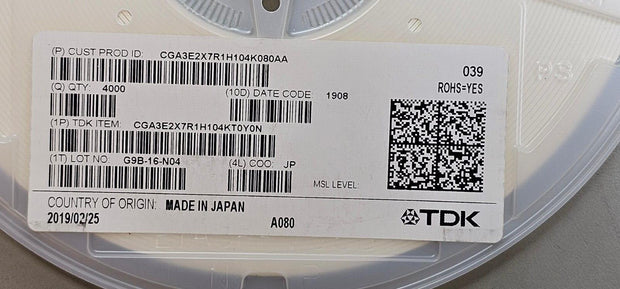 (P) CUST PROD ID: CGA3E2X7R1H104K080AA
039
ROHS=YES
(Q) QTY: 4000 (10D) DATE CODE: 1908
(1P) TDK ITEM: CGA3E2X7R1H104KT0Y0N
(1T) LOT NO. G9B-16-N04 (4L) COO: JP
MSL LEVEL:
COUNTRY OF ORIGIN: MADE IN JAPAN
2019/02/25 A080
TDK